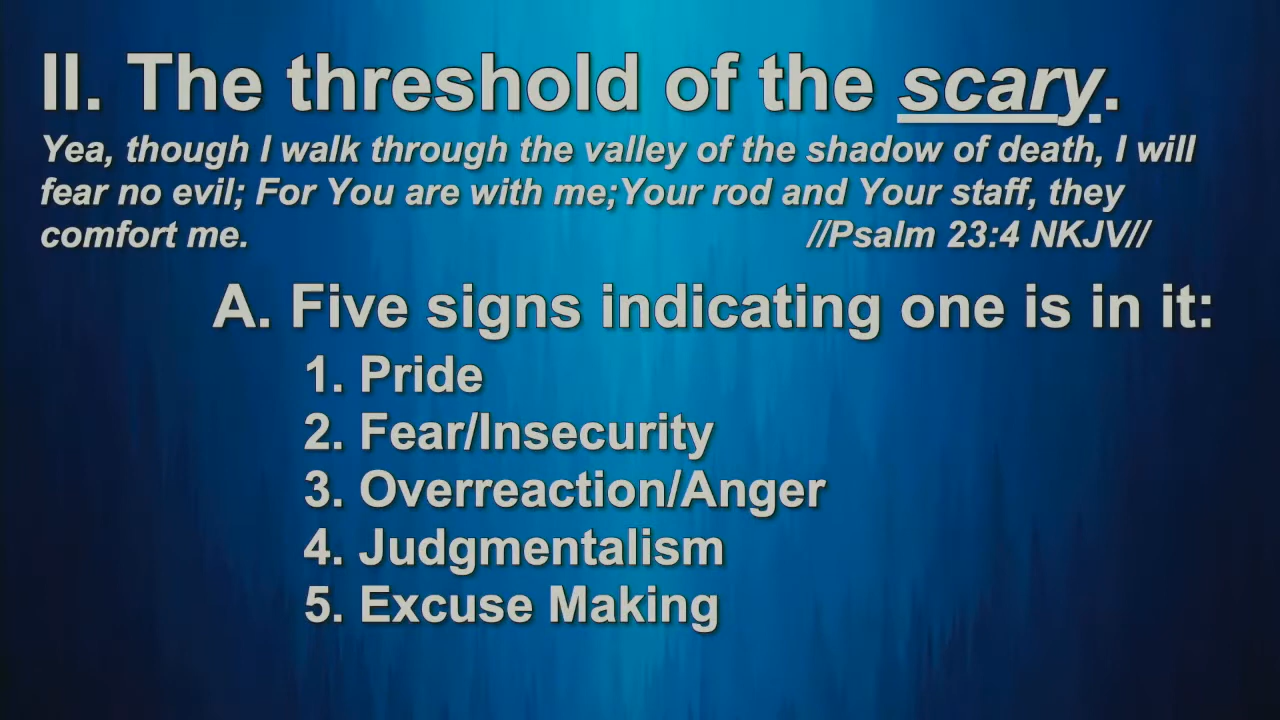 II. The threshold of the scary.
Yea, though I walk through the valley of the shadow of death, I will
fear no evil; For You are with me;Your rod and Your staff, they
comfort me. //Psalm 23:4 NKJV//
A. Five signs indicating one is in it:
1. Pride
2. Fear/Insecurity
3. Overreaction/Anger
4. Judgmentalism
5. Excuse Making